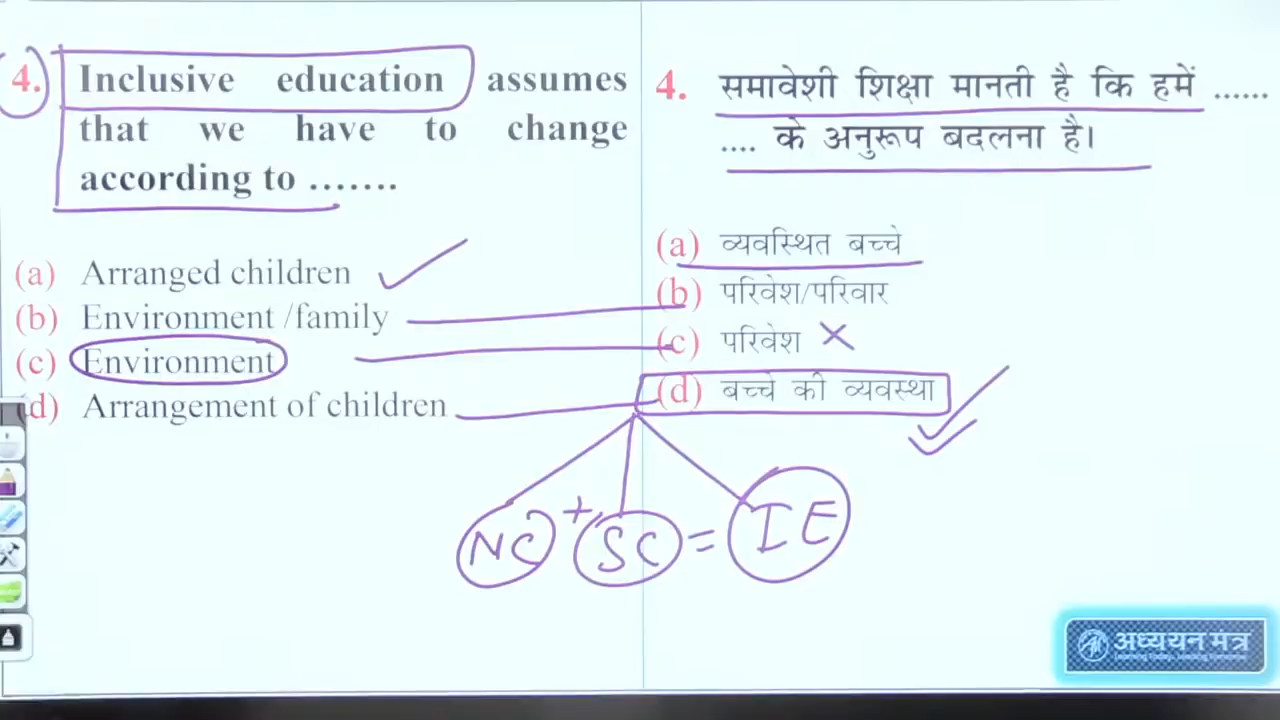 4. Inclusive education assumes
that we have to change
according to .......
(a) Arranged children
(b) Environment /family
(c) Environment
(d) Arrangement of children
4. समावेशी शिक्षा मानती है कि हमें ......
.... के अनुरूप बदलना है।
(a) व्यवस्थित बच्चे
(b) परिवेश/परिवार
(c) परिवेश
(d) बच्चे की व्यवस्था
NC + SC = IE
अध्ययन मंत्र